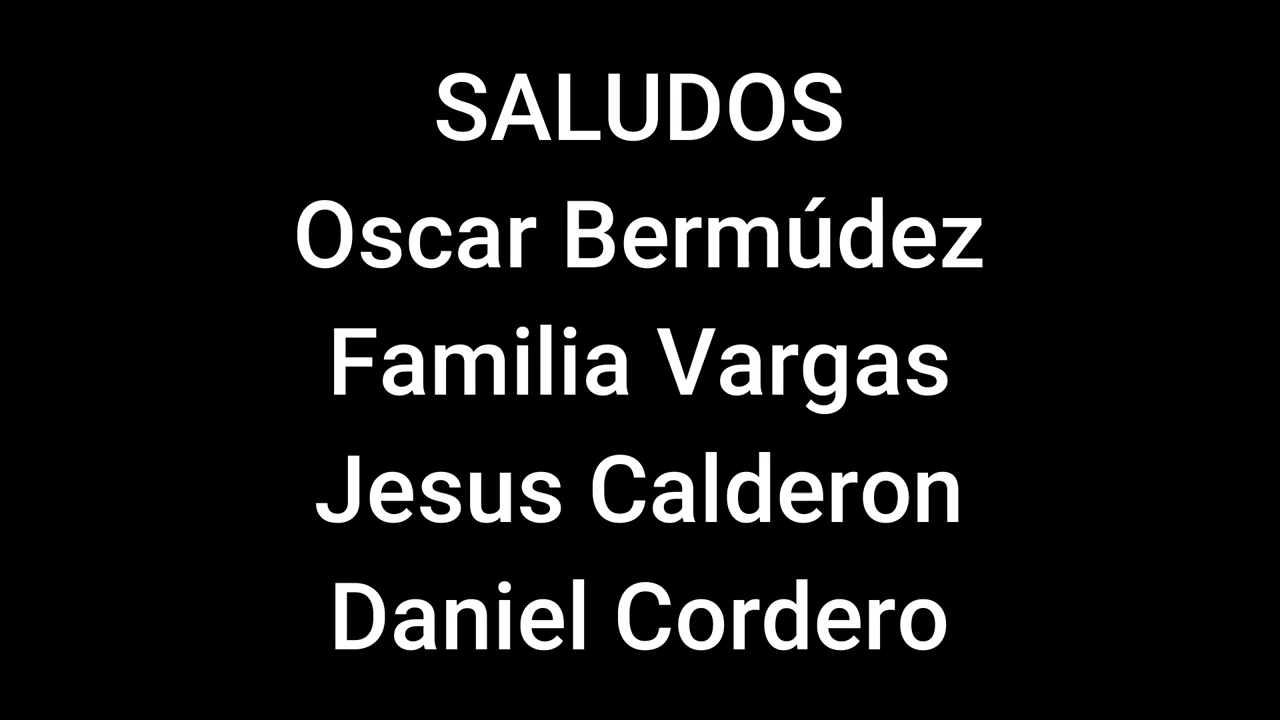 SALUDOS
Oscar Bermúdez
Familia Vargas
Jesus Calderon
Daniel Cordero